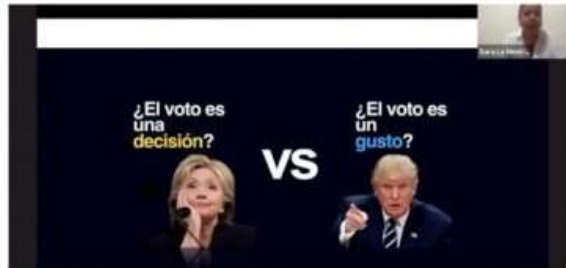 ¿El voto es
una
decisión?
VS
¿El voto es
un
gusto?